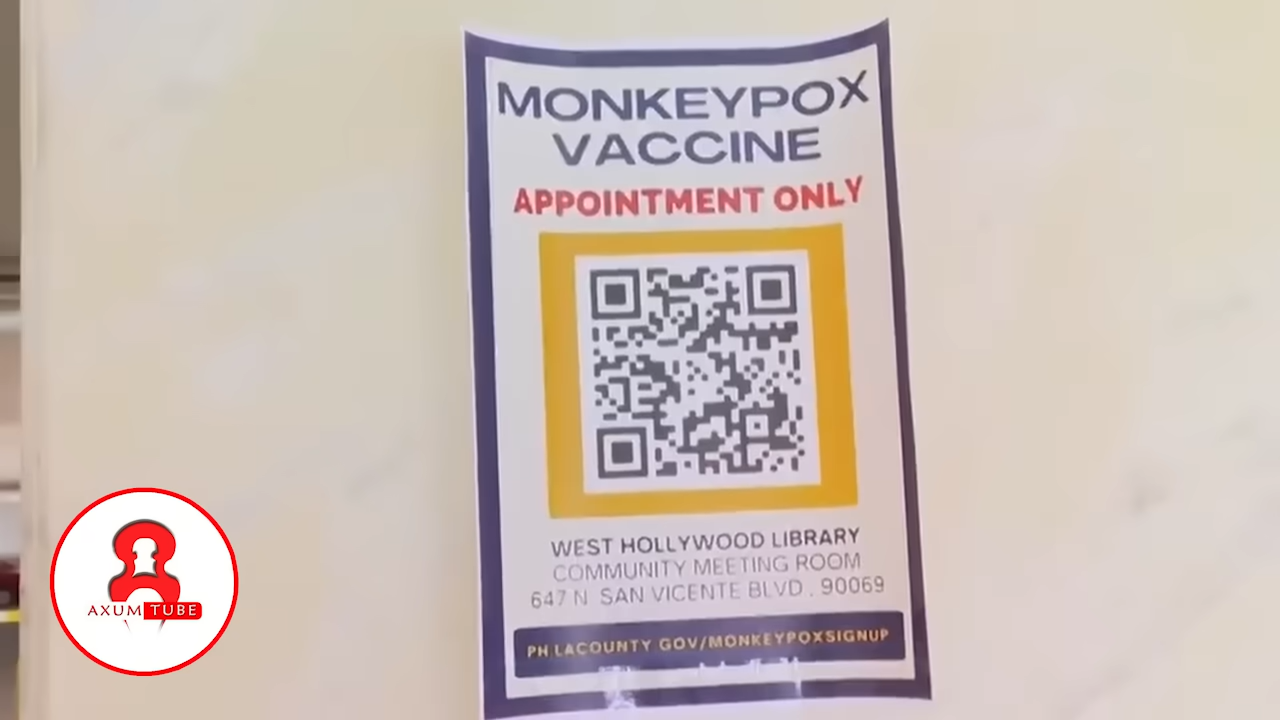 MONKEYPOX
VACCINE
APPOINTMENT ONLY
WEST HOLLYWOOD LIBRARY
COMMUNITY MEETING ROOM
647 N. SAN VICENTE BLVD., 90069
PH.LACOUNTY.GOV/MONKEYPOXSIGNUP
AXUM TUBE